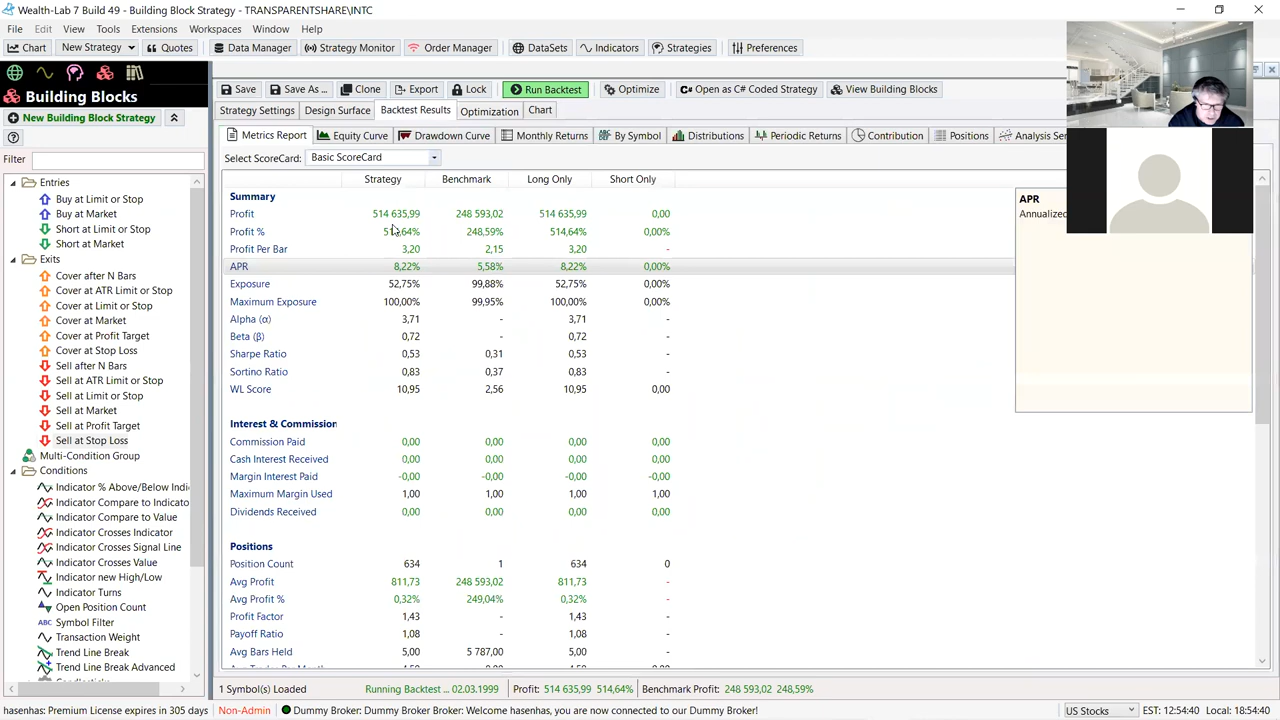 Wealth-Lab 7 Build 49 - Building Block Strategy - TRANSPARENTSHARE\INTC
File Edit View Tools Extensions Workspaces Window Help
Chart New Strategy Quotes Data Manager Strategy Monitor Order Manager DataSets Indicators Strategies Preferences
Building Blocks
New Building Block Strategy
Filter
Entries
Buy at Limit or Stop
Buy at Market
Short at Limit or Stop
Short at Market
Exits
Cover after N Bars
Cover at ATR Limit or Stop
Cover at Limit or Stop
Cover at Market
Cover at Profit Target
Cover at Stop Loss
Sell after N Bars
Sell at ATR Limit or Stop
Sell at Limit or Stop
Sell at Market
Sell at Profit Target
Sell at Stop Loss
Multi-Condition Group
Conditions
Indicator % Above/Below Indi
Indicator Compare to Indicato
Indicator Compare to Value
Indicator Crosses Indicator
Indicator Crosses Signal Line
Indicator Crosses Value
Indicator new High/Low
Indicator Turns
Open Position Count
ABC Symbol Filter
Transaction Weight
Trend Line Break
Trend Line Break Advanced
Save Save As ... Clone Export Lock Run Backtest Optimize Open as C# Coded Strategy View Building Blocks
Strategy Settings Design Surface Backtest Results Optimization Chart
Metrics Report Equity Curve Drawdown Curve Monthly Returns By Symbol Distributions Periodic Returns Contribution Positions Analysis Ser
Select ScoreCard: Basic ScoreCard
Strategy Benchmark Long Only Short Only
Summary
Profit 514 635,99 248 593,02 514 635,99 0,00
Profit % 514,64% 248,59% 514,64% 0,00%
Profit Per Bar 3,20 2,15 3,20 -
APR 8,22% 5,58% 8,22% 0,00%
Exposure 52,75% 99,88% 52,75% 0,00%
Maximum Exposure 100,00% 99,95% 100,00% 0,00%
Alpha (α) 3,71 - 3,71 -
Beta (β) 0,72 - 0,72 -
Sharpe Ratio 0,53 0,31 0,53 -
Sortino Ratio 0,83 0,37 0,83 -
WL Score 10,95 2,56 10,95 0,00
Interest & Commission
Commission Paid 0,00 0,00 0,00 0,00
Cash Interest Received 0,00 0,00 0,00 0,00
Margin Interest Paid -0,00 -0,00 -0,00 -0,00
Maximum Margin Used 1,00 1,00 1,00 1,00
Dividends Received 0,00 0,00 0,00 0,00
Positions
Position Count 634 1 634 0
Avg Profit 811,73 248 593,02 811,73 -
Avg Profit % 0,32% 249,04% 0,32% -
Profit Factor 1,43 - 1,43 -
Payoff Ratio 1,08 - 1,08 -
Avg Bars Held 5,00 5 787,00 5,00 -
APR
Annualized
1 Symbol(s) Loaded Running Backtest ... 02.03.1999 Profit: 514 635,99 514,64% Benchmark Profit: 248 593,02 248,59%
hasenhas: Premium License expires in 305 days Non-Admin Dummy Broker: Dummy Broker Broker: Welcome hasenhas, you are now connected to our Dummy Broker! US Stocks EST: 12:54:40 Local: 18:54:40